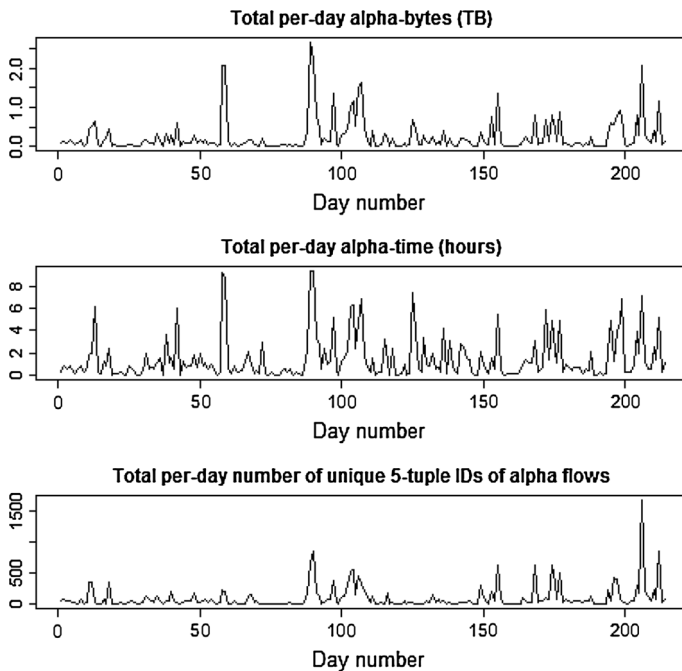 Total per-day alpha-bytes (TB)
0.0 1.0 2.0
0 50 100 150 200
Day number
Total per-day alpha-time (hours)
0 2 4 6 8
0 50 100 150 200
Day number
Total per-day number of unique 5-tuple IDs of alpha flows
0 500 1500
0 50 100 150 200
Day number